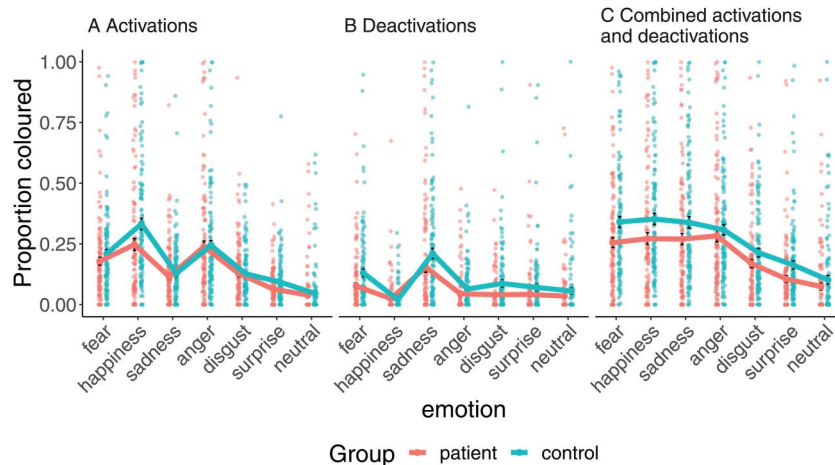 A Activations
B Deactivations
C Combined activations
and deactivations
Proportion coloured
1.00
0.75
0.50
0.25
0.00
fear
happiness
sadness
anger
disgust
surprise
neutral
fear
happiness
sadness
anger
disgust
surprise
neutral
fear
happiness
sadness
anger
disgust
surprise
neutral
emotion
Group patient control